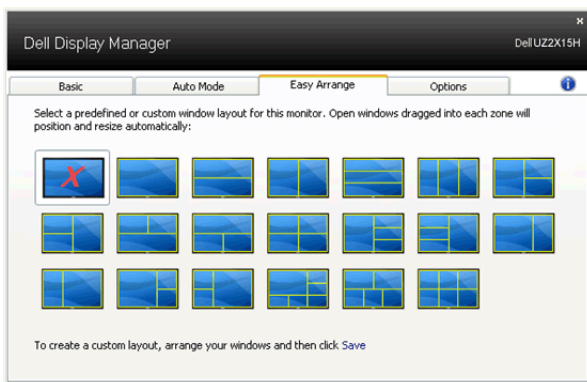 Dell Display Manager
Dell UZ2X15H
Basic
Auto Mode
Easy Arrange
Options
Select a predefined or custom window layout for this monitor. Open windows dragged into each zone will
position and resize automatically:
To create a custom layout, arrange your windows and then click Save